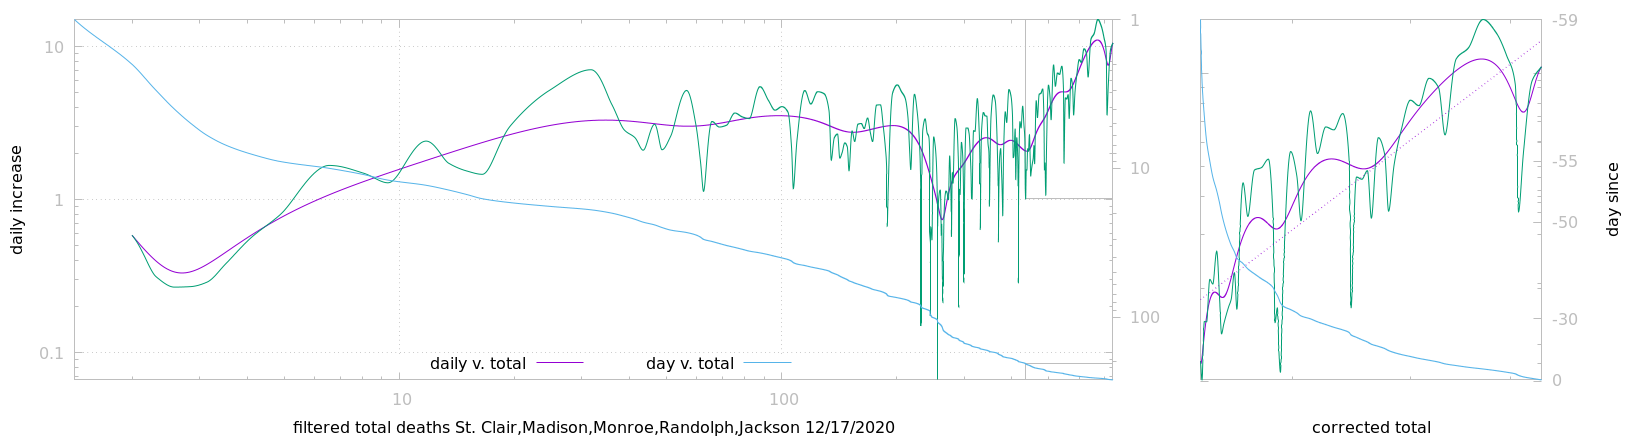 10
1
0.1
daily increase
daily v. total
day v. total
10
100
filtered total deaths St. Clair,Madison,Monroe,Randolph,Jackson 12/17/2020
1
10
100
-59
-55
-50
-30
0
day since
corrected total